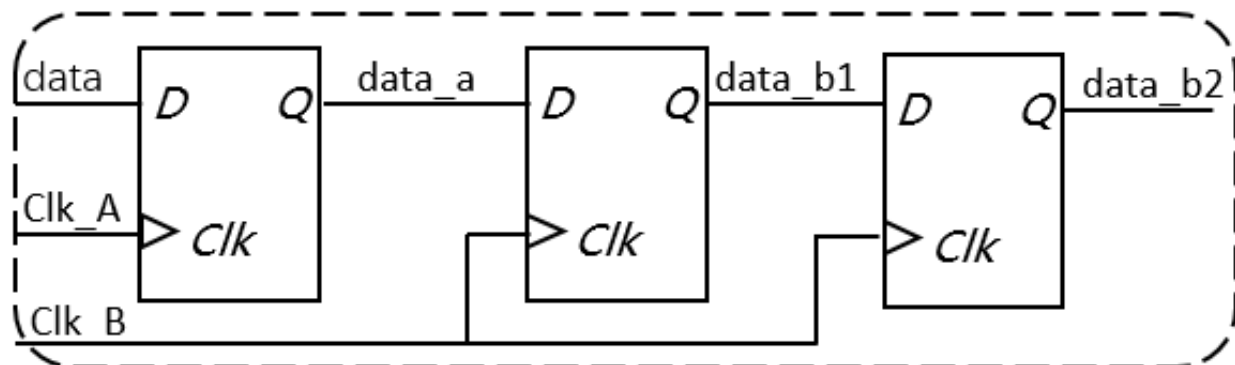 data
data_a
data_b1
data_b2
D
Q
D
Q
D
Q
Clk_A
Clk
Clk
Clk
Clk_B